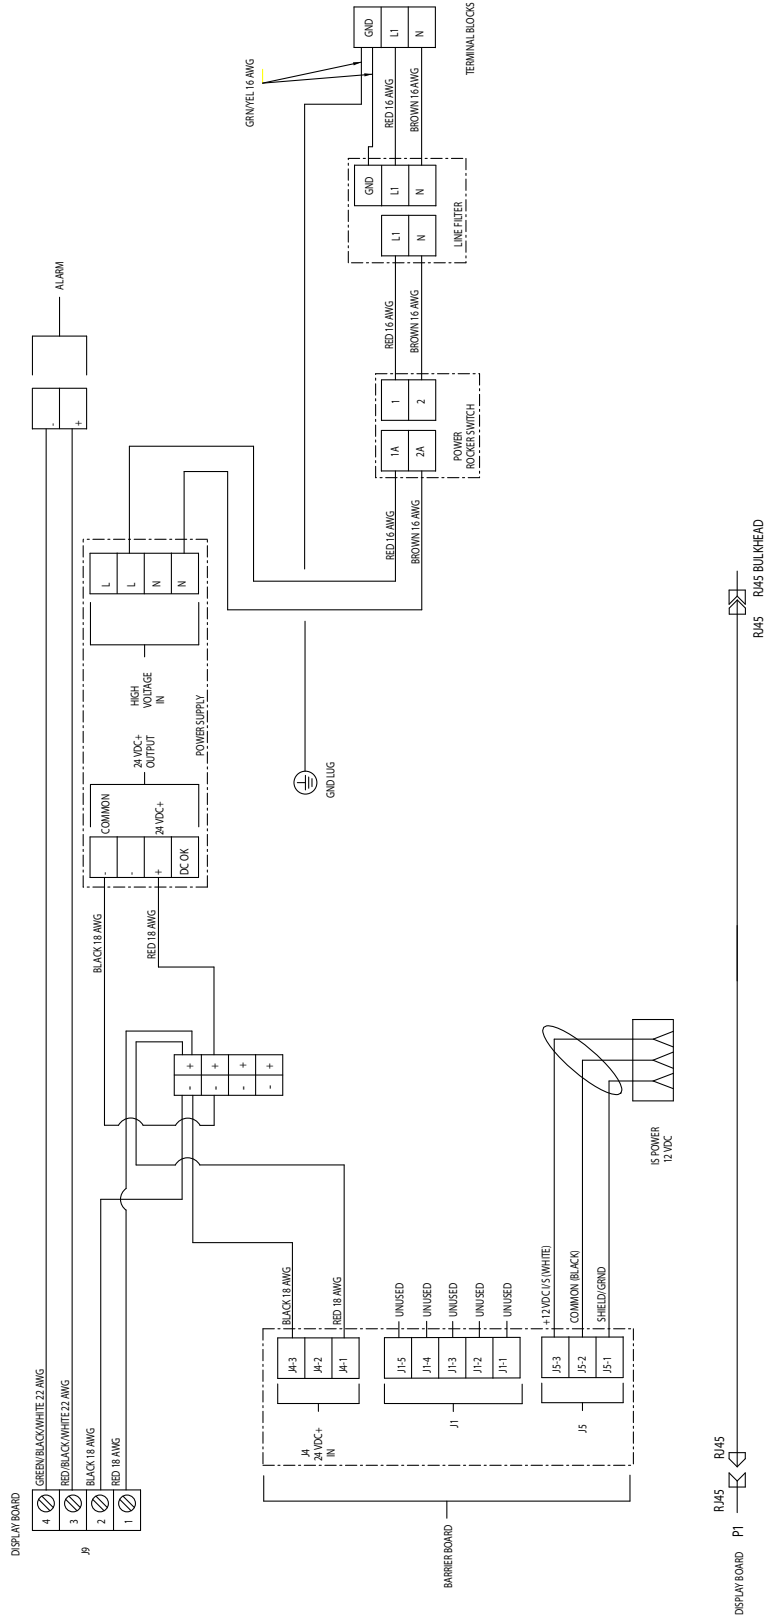 DISPLAY BOARD
J9
4
3
2
1
GREEN/BLACK/WHITE 22 AWG
RED/BLACK/WHITE 22 AWG
BLACK 18 AWG
RED 18 AWG
-
+
ALARM
BLACK 18 AWG
RED 18 AWG
-
-
+
DC OK
COMMON
24 VDC+
24 VDC+
OUTPUT
HIGH
VOLTAGE
IN
POWER SUPPLY
L
L
N
N
- +
- +
- +
- +
BARRIER BOARD
J4
24 VDC+
IN
J4-3
J4-2
J4-1
BLACK 18 AWG
RED 18 AWG
J1
J1-5
J1-4
J1-3
J1-2
J1-1
UNUSED
UNUSED
UNUSED
UNUSED
UNUSED
J5
J5-3
J5-2
J5-1
+12 VDC I/S (WHITE)
COMMON (BLACK)
SHIELD/GRND
IS POWER
12 VDC
GND LUG
RED 16 AWG
BROWN 16 AWG
1A
2A
1
2
POWER
ROCKER SWITCH
RED 16 AWG
BROWN 16 AWG
L1
N
GND
L1
N
LINE FILTER
GRN/YEL 16 AWG
RED 16 AWG
BROWN 16 AWG
GND
L1
N
TERMINAL BLOCKS
DISPLAY BOARD
P1
RJ45
RJ45
RJ45
RJ45 BULKHEAD